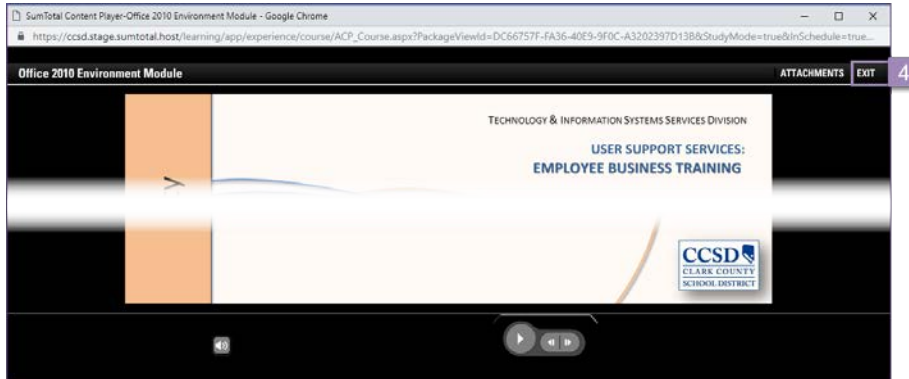 SumTotal Content Player-Office 2010 Environment Module - Google Chrome
https://ccsd.stage.sumtotal.host/learning/app/experience/course/ACP_Course.aspx?PackageViewId=DC66757F-FA36-40E9-9F0C-A3202397D13B&StudyMode=true&InSchedule=true...
Office 2010 Environment Module
ATTACHMENTS EXIT
4
TECHNOLOGY & INFORMATION SYSTEMS SERVICES DIVISION
USER SUPPORT SERVICES:
EMPLOYEE BUSINESS TRAINING
CCSD
CLARK COUNTY
SCHOOL DISTRICT